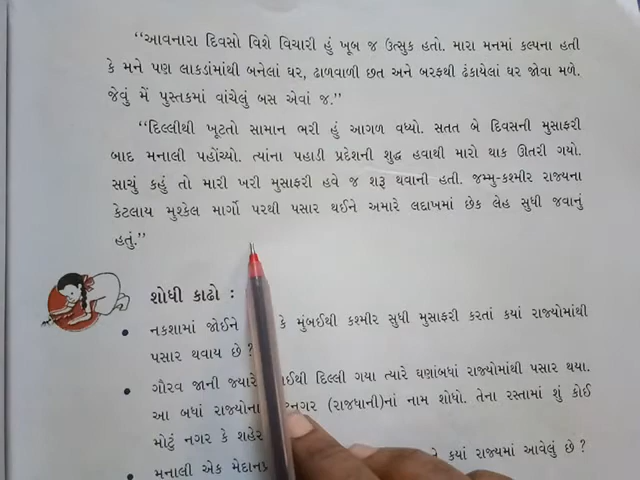 “આવનારા દિવસો વિશે વિચારી હું ખૂબ જ ઉત્સુક હતો. મારા મનમાં કલ્પના હતી
કે મને પણ લાકડાંમાંથી બનેલાં ઘર, ઢાળવાળી છત અને બરફથી ઢંકાયેલાં ઘર જોવા મળે.
જેવું મેં પુસ્તકમાં વાંચેલું બસ એવાં જ.”
“દિલ્લીથી ખૂટતો સામાન ભરી હું આગળ વધ્યો. સતત બે દિવસની મુસાફરી
બાદ મનાલી પહોંચ્યો. ત્યાંના પહાડી પ્રદેશની શુદ્ધ હવાથી મારો થાક ઊતરી ગયો.
સાચું કહું તો મારી ખરી મુસાફરી હવે જ શરૂ થવાની હતી. જમ્મુ-કશ્મીર રાજ્યના
કેટલાય મુશ્કેલ માર્ગો પરથી પસાર થઈને અમારે લદાખમાં છેક લેહ સુધી જવાનું
હતું.”
શોધી કાઢો :
• નકશામાં જોઈને કે મુંબઈથી કશ્મીર સુધી મુસાફરી કરતાં કયાં રાજ્યોમાંથી
પસાર થવાય છે ?
• ગૌરવ જાની જ્યારે દિલ્લી ગયા ત્યારે ઘણાંબધાં રાજ્યોમાંથી પસાર થયા.
આ બધાં રાજ્યોના (રાજધાની)નાં નામ શોધો. તેના રસ્તામાં શું કોઈ
મોટું નગર કે શહેર
• મનાલી એક કયાં રાજ્યમાં આવેલું છે ?